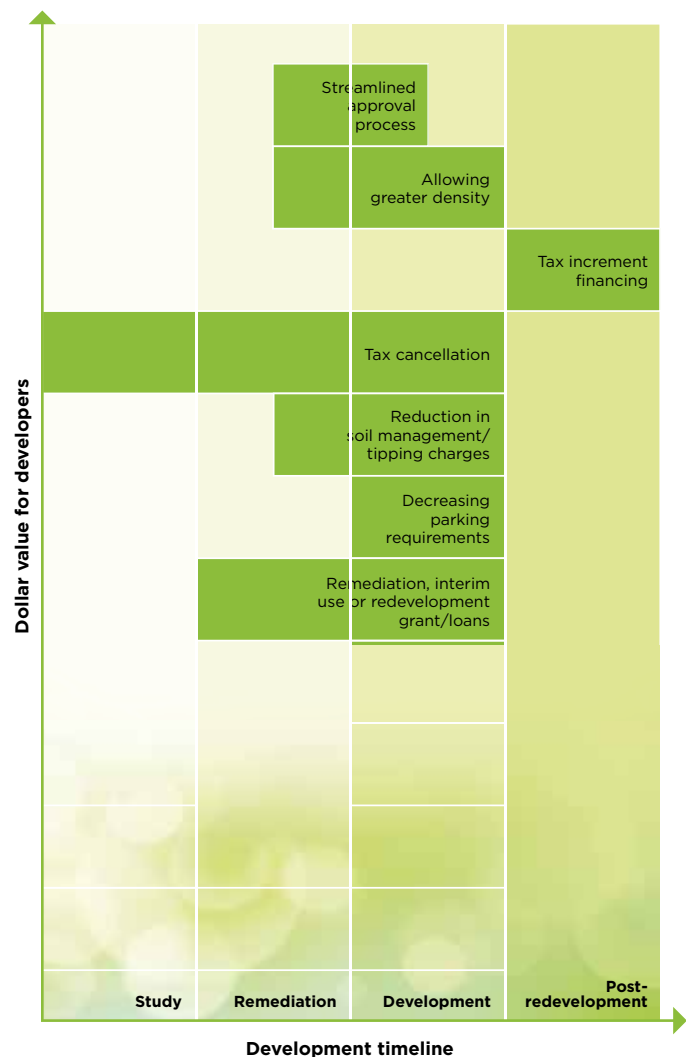 Streamlined
approval
process
Allowing
greater density
Tax increment
financing
Tax cancellation
Reduction in
soil management/
tipping charges
Decreasing
parking
requirements
Remediation, interim
use or redevelopment
grant/loans
Dollar value for developers
Study
Remediation
Development
Post-
redevelopment
Development timeline